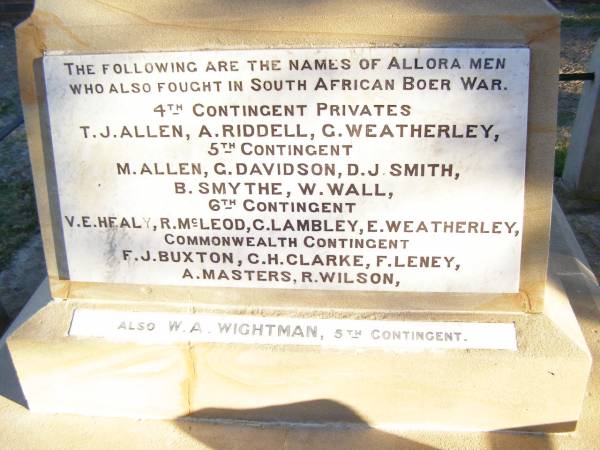 THE FOLLOWING ARE THE NAMES OF ALLORA MEN
WHO ALSO FOUGHT IN SOUTH AFRICAN BOER WAR.
4TH CONTINGENT PRIVATES
T.J.ALLEN, A.RIDDELL, G.WEATHERLEY,
5TH CONTINGENT
M.ALLEN, G.DAVIDSON, D.J.SMITH,
B.SMYTHE, W.WALL,
6TH CONTINGENT
V.E.HEALY, R.McLEOD, C.LAMBLEY, E.WEATHERLEY,
COMMONWEALTH CONTINGENT
F.J.BUXTON, C.H.CLARKE, F.LENEY,
A.MASTERS, R.WILSON,
ALSO W.A.WIGHTMAN, 5TH CONTINGENT.